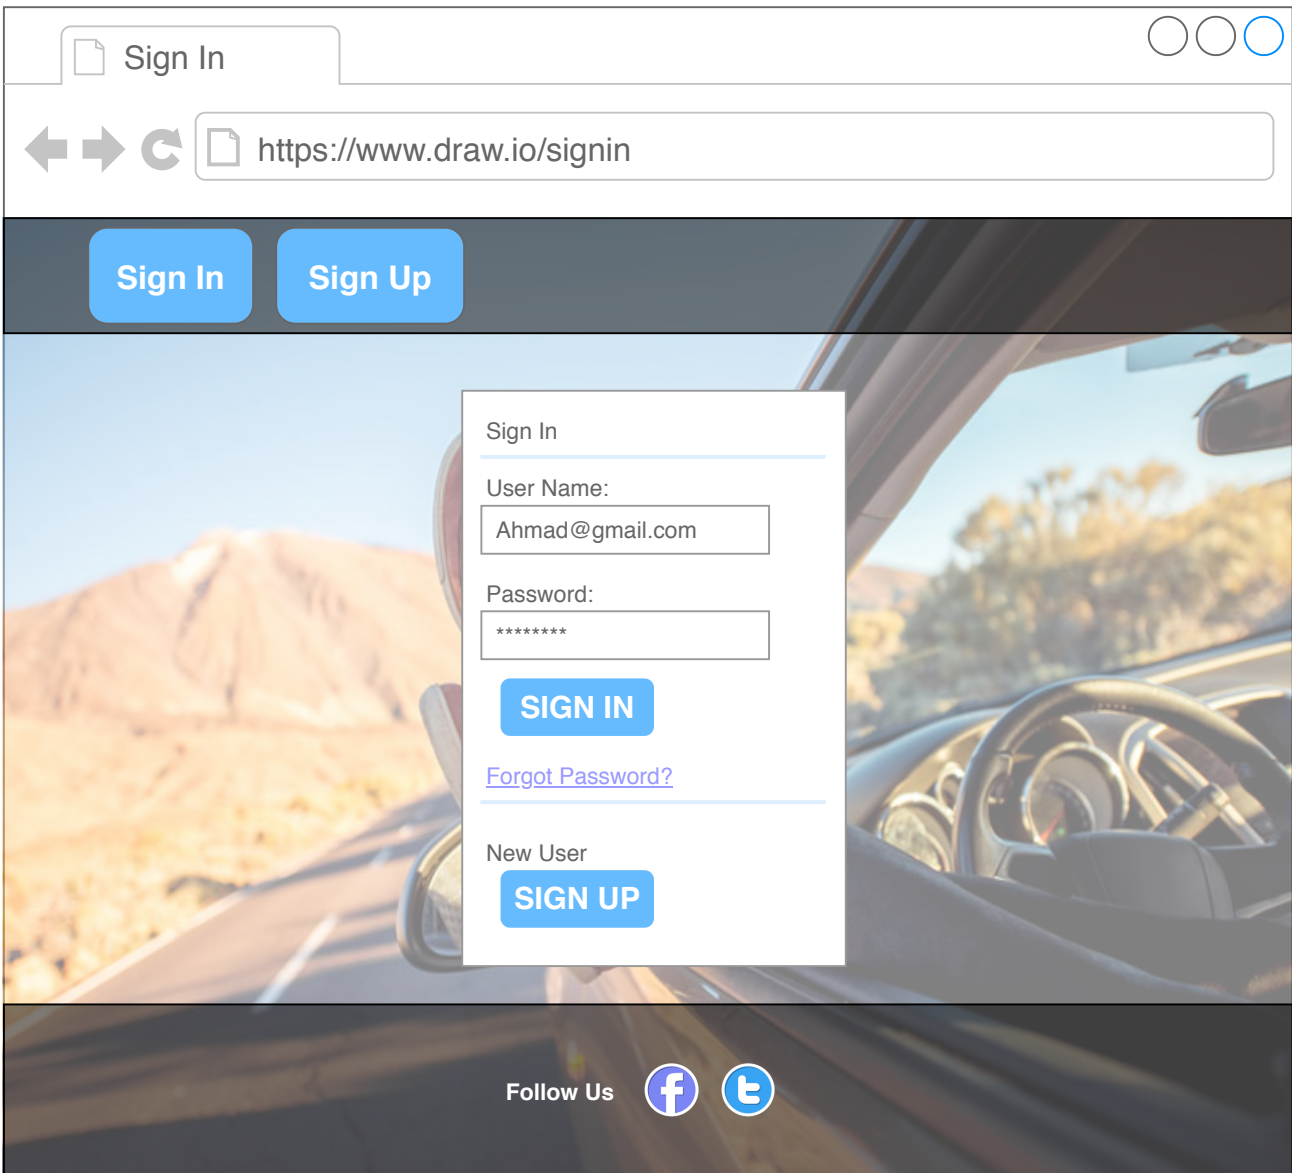 Sign In
https://www.draw.io/signin
Sign In
Sign Up
Sign In
User Name:
Ahmad@gmail.com
Password:
********
SIGN IN
Forgot Password?
New User
SIGN UP
Follow Us